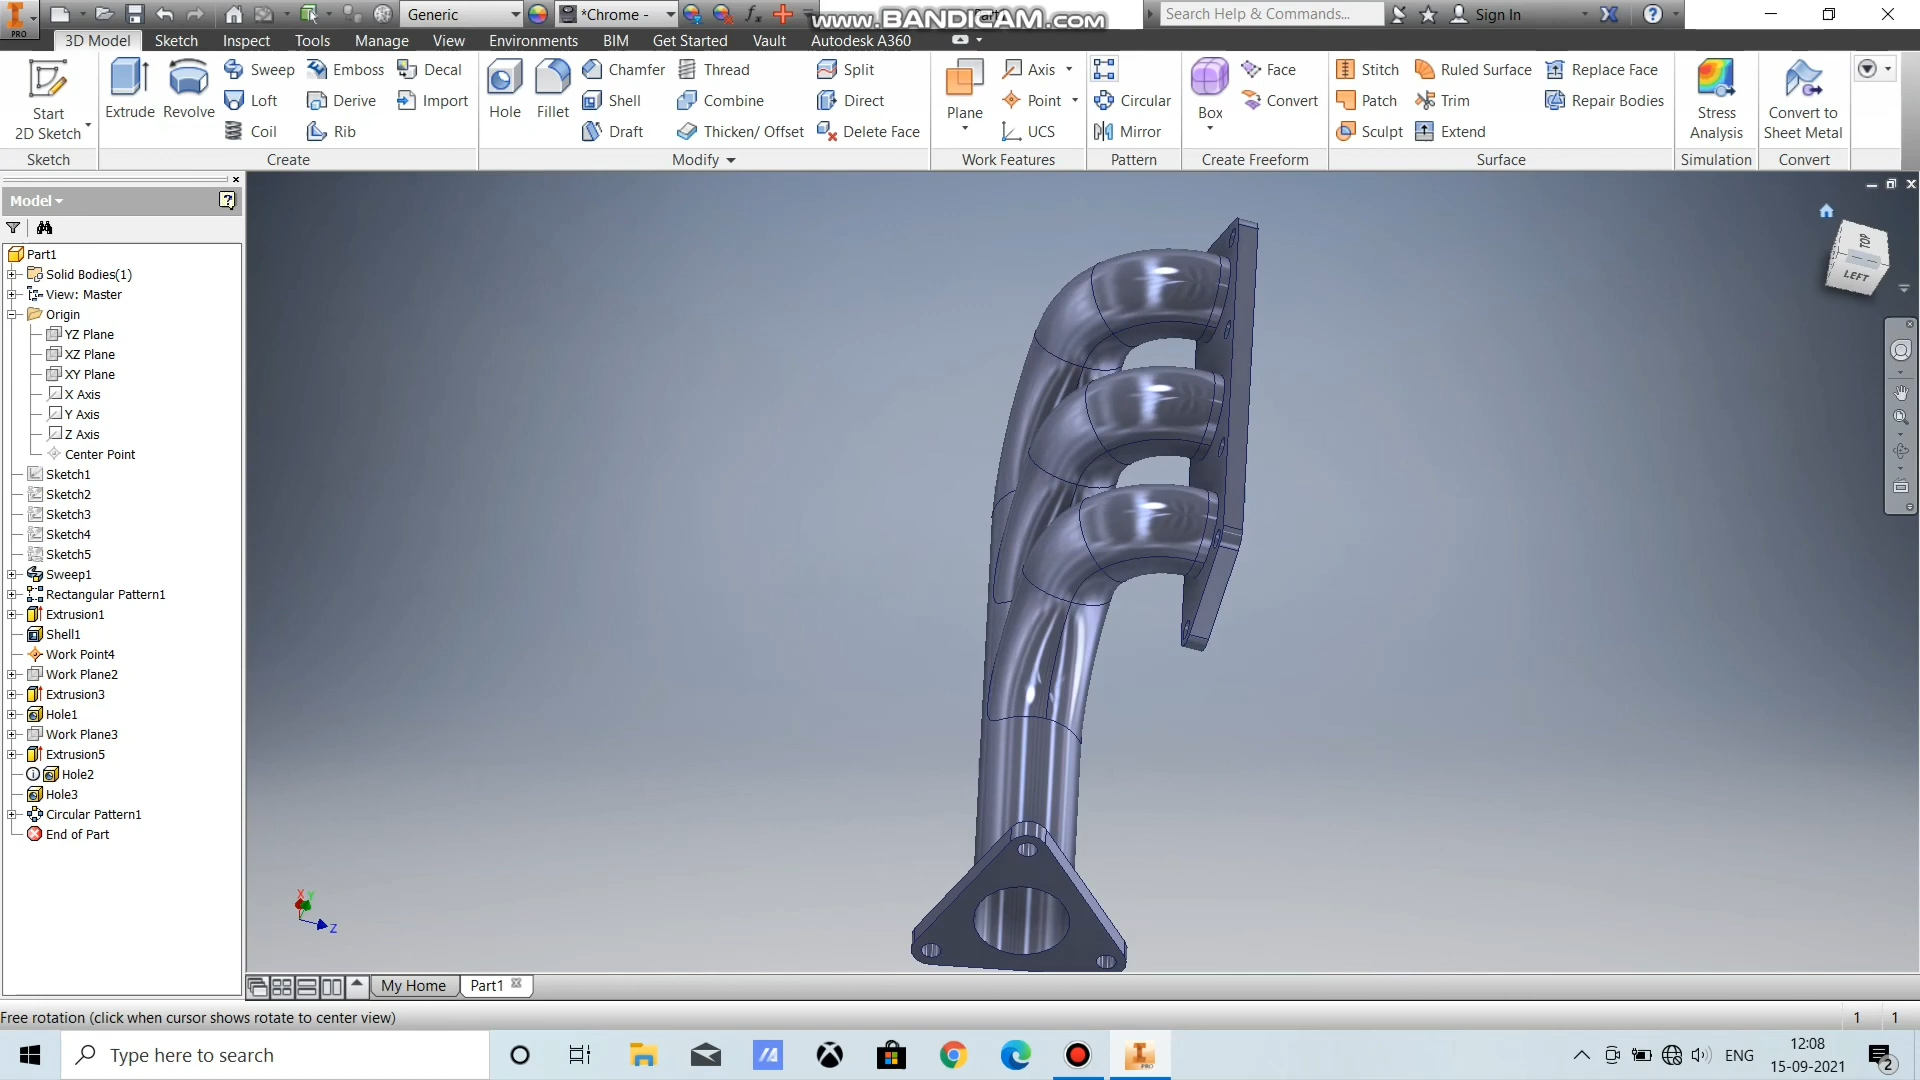 Generic
*Chrome -
www.BANDICAM.com
Search Help & Commands...
Sign In
PRO
3D Model
Sketch
Inspect
Tools
Manage
View
Environments
BIM
Get Started
Vault
Autodesk A360
Start
2D Sketch
Sketch
Extrude
Revolve
Sweep
Loft
Coil
Emboss
Derive
Rib
Decal
Import
Create
Hole
Fillet
Chamfer
Shell
Draft
Thread
Combine
Thicken/ Offset
Split
Direct
Delete Face
Modify
Plane
Axis
Point
UCS
Work Features
Circular
Mirror
Pattern
Box
Face
Convert
Create Freeform
Stitch
Patch
Sculpt
Ruled Surface
Trim
Extend
Replace Face
Repair Bodies
Surface
Stress
Analysis
Simulation
Convert to
Sheet Metal
Convert
Model
Part1
Solid Bodies(1)
View: Master
Origin
YZ Plane
XZ Plane
XY Plane
X Axis
Y Axis
Z Axis
Center Point
Sketch1
Sketch2
Sketch3
Sketch4
Sketch5
Sweep1
Rectangular Pattern1
Extrusion1
Shell1
Work Point4
Work Plane2
Extrusion3
Hole1
Work Plane3
Extrusion5
Hole2
Hole3
Circular Pattern1
End of Part
TOP
LEFT
X
Y
Z
My Home
Part1
Free rotation (click when cursor shows rotate to center view)
1
1
Type here to search
PRO
ENG
12:08
15-09-2021
2